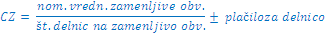 CZ = nom.vredn.zamenljive obv. / št.delnic na zamenljivo obv. ± plačiloza delnico